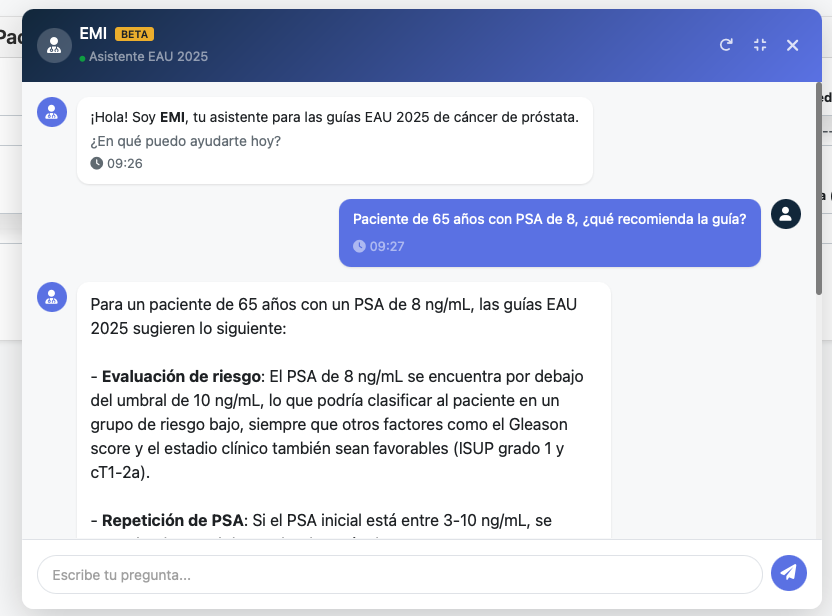 EMI BETA
Asistente EAU 2025
¡Hola! Soy EMI, tu asistente para las guías EAU 2025 de cáncer de próstata.
¿En qué puedo ayudarte hoy?
09:26
Paciente de 65 años con PSA de 8, ¿qué recomienda la guía?
09:27
Para un paciente de 65 años con un PSA de 8 ng/mL, las guías EAU
2025 sugieren lo siguiente:
- Evaluación de riesgo: El PSA de 8 ng/mL se encuentra por debajo
del umbral de 10 ng/mL, lo que podría clasificar al paciente en un
grupo de riesgo bajo, siempre que otros factores como el Gleason
score y el estadio clínico también sean favorables (ISUP grado 1 y
cT1-2a).
- Repetición de PSA: Si el PSA inicial está entre 3-10 ng/mL, se
Escribe tu pregunta...